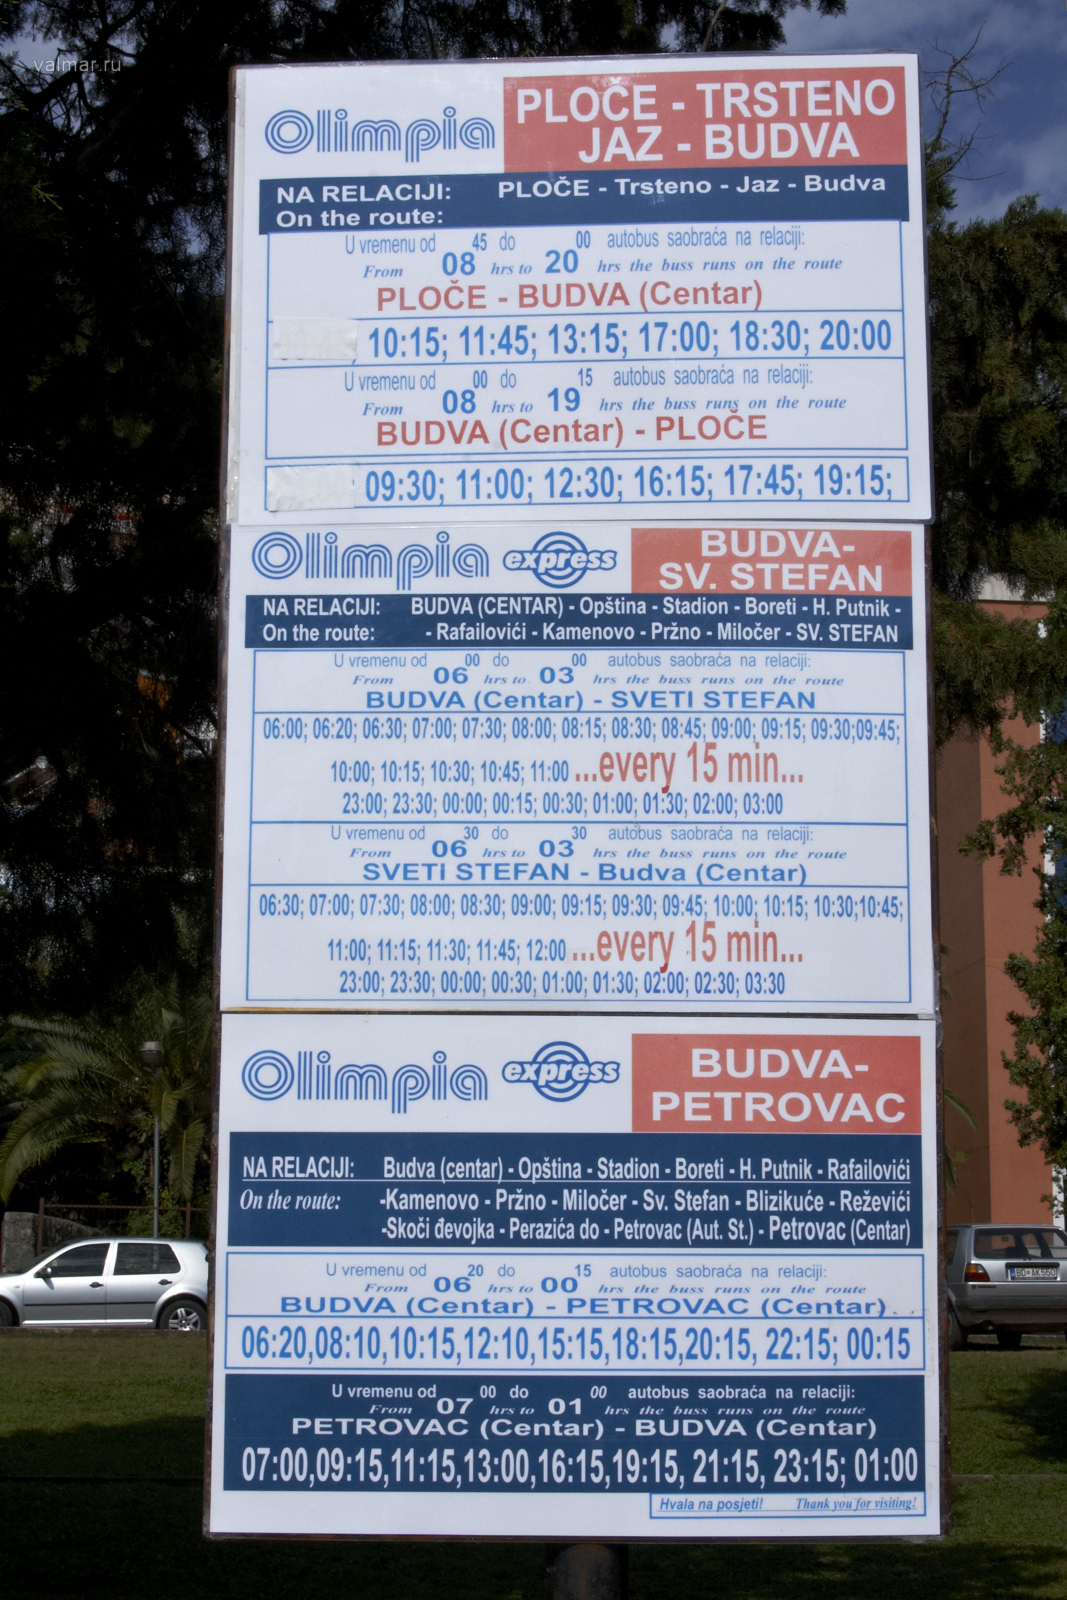 valmar.ru
Olimpia
PLOČE - TRSTENO
JAZ - BUDVA
NA RELACIJI: PLOČE - Trsteno - Jaz - Budva
On the route:
U vremenu od 45 do 00 autobus saobraća na relaciji:
From 08 hrs to 20 hrs the buss runs on the route
PLOČE - BUDVA (Centar)
10:15; 11:45; 13:15; 17:00; 18:30; 20:00
U vremenu od 00 do 15 autobus saobraća na relaciji:
From 08 hrs to 19 hrs the buss runs on the route
BUDVA (Centar) - PLOČE
09:30; 11:00; 12:30; 16:15; 17:45; 19:15;
Olimpia express
BUDVA-
SV. STEFAN
NA RELACIJI: BUDVA (CENTAR) - Opština - Stadion - Boreti - H. Putnik -
On the route: - Rafailovići - Kamenovo - Pržno - Miločer - SV. STEFAN
U vremenu od 00 do 00 autobus saobraća na relaciji:
From 06 hrs to 03 hrs the buss runs on the route
BUDVA (Centar) - SVETI STEFAN
06:00; 06:20; 06:30; 07:00; 07:30; 08:00; 08:15; 08:30; 08:45; 09:00; 09:15; 09:30;09:45;
10:00; 10:15; 10:30; 10:45; 11:00 ...every 15 min...
23:00; 23:30; 00:00; 00:15; 00:30; 01:00; 01:30; 02:00; 03:00
U vremenu od 30 do 30 autobus saobraća na relaciji:
From 06 hrs to 03 hrs the buss runs on the route
SVETI STEFAN - Budva (Centar)
06:30; 07:00; 07:30; 08:00; 08:30; 09:00; 09:15; 09:30; 09:45; 10:00; 10:15; 10:30;10:45;
11:00; 11:15; 11:30; 11:45; 12:00 ...every 15 min...
23:00; 23:30; 00:00; 00:30; 01:00; 01:30; 02:00; 02:30; 03:30
Olimpia express
BUDVA-
PETROVAC
NA RELACIJI: Budva (centar) - Opština - Stadion - Boreti - H. Putnik - Rafailovići
On the route: -Kamenovo - Pržno - Miločer - Sv. Stefan - Blizikuće - Reževići
-Skoči đevojka - Perazića do - Petrovac (Aut. St.) - Petrovac (Centar)
U vremenu od 20 do 15 autobus saobraća na relaciji:
From 06 hrs to 00 hrs the buss runs on the route
BUDVA (Centar) - PETROVAC (Centar)
06:20,08:10,10:15,12:10,15:15,18:15,20:15, 22:15; 00:15
U vremenu od 00 do 00 autobus saobraća na relaciji:
From 07 hrs to 01 hrs the buss runs on the route
PETROVAC (Centar) - BUDVA (Centar)
07:00,09:15,11:15,13:00,16:15,19:15, 21:15, 23:15; 01:00
Hvala na posjeti! Thank you for visiting!
BD·AK550